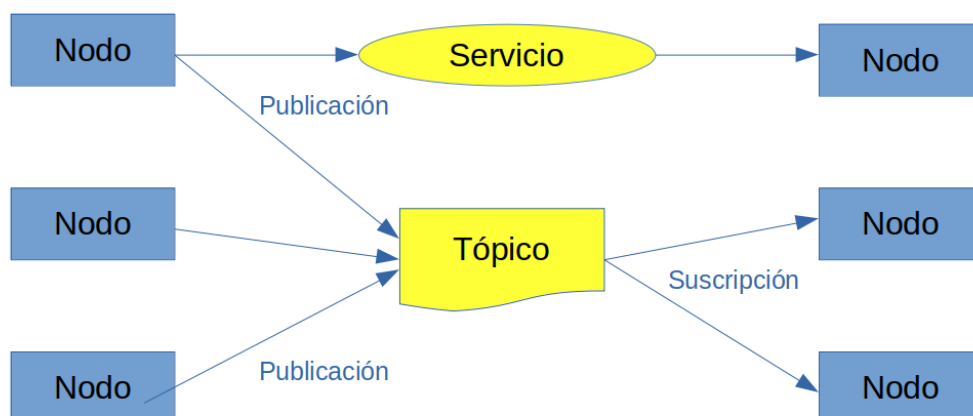 Nodo
Servicio
Nodo
Publicación
Nodo
Tópico
Nodo
Suscripción
Nodo
Publicación
Nodo